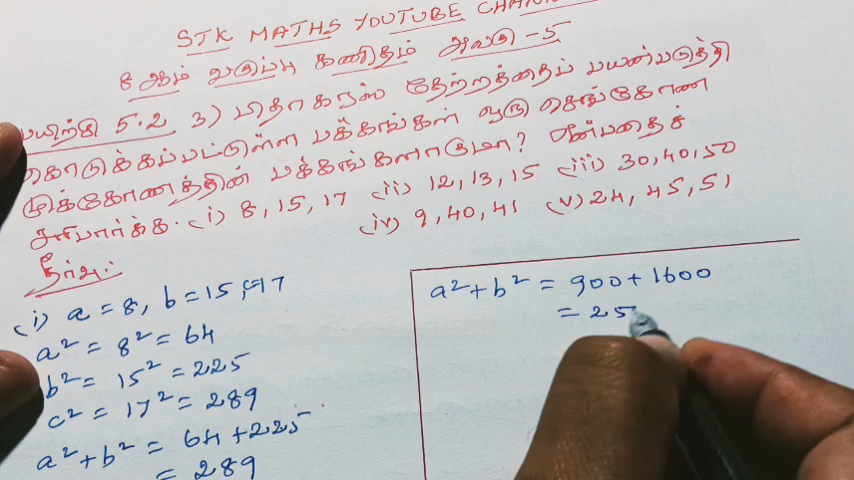 STK MATHS YOUTUBE
8 ஆம் வகுப்பு கணிதம் அலகு -5
பயிற்சி 5.2 3) பிதாகரஸ் தேற்றத்தைப் பயன்படுத்தி
கொடுக்கப்பட்டுள்ள பக்கங்கள் ஒரு செங்கோண
முக்கோணத்தின் பக்கங்களாகுமா? என்பதைச்
சரிபார்க்க. (i) 8, 15, 17 (ii) 12, 13, 15 (iii) 30, 40, 50
(iv) 9, 40, 41 (v) 24, 45, 51
தீர்வு:
(i) a = 8, b = 15, c=17
a² = 8² = 64
b² = 15² = 225
c² = 17² = 289
a² + b² = 64 + 225
= 289
a² + b² = 900 + 1600
= 25